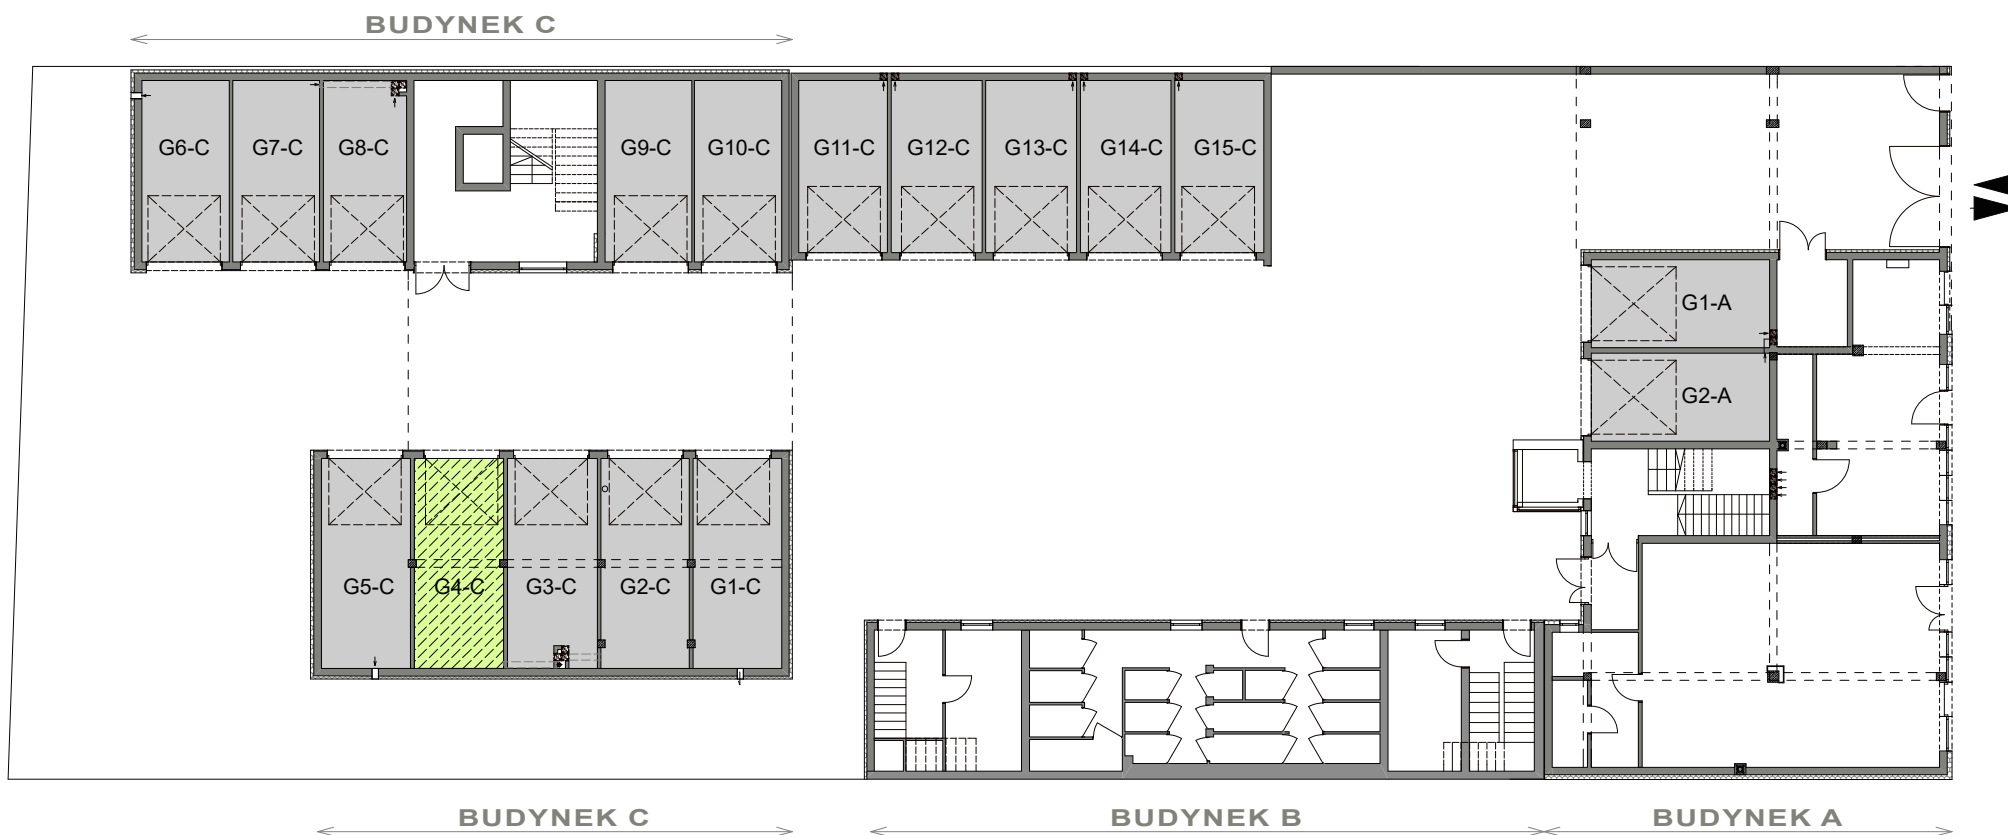 BUDYNEK C
G6-C G7-C G8-C G9-C G10-C G11-C G12-C G13-C G14-C G15-C
G1-A
G2-A
G5-C G4-C G3-C G2-C G1-C
BUDYNEK C BUDYNEK B BUDYNEK A